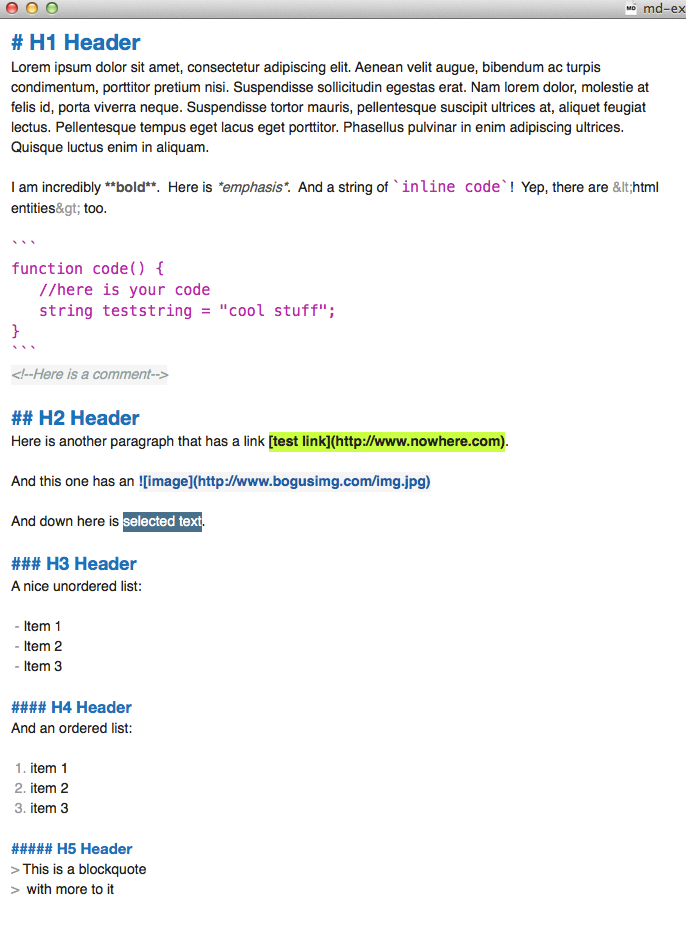 MD md-ex
# H1 Header
Lorem ipsum dolor sit amet, consectetur adipiscing elit. Aenean velit augue, bibendum ac turpis
condimentum, porttitor pretium nisi. Suspendisse sollicitudin egestas erat. Nam lorem dolor, molestie at
felis id, porta viverra neque. Suspendisse tortor mauris, pellentesque suscipit ultrices at, aliquet feugiat
lectus. Pellentesque tempus eget lacus eget porttitor. Phasellus pulvinar in enim adipiscing ultrices.
Quisque luctus enim in aliquam.
I am incredibly **bold**.  Here is *emphasis*.  And a string of `inline code`!  Yep, there are &lt;html
entities&gt; too.
```
function code() {
   //here is your code
   string teststring = "cool stuff";
}
```
<!--Here is a comment-->
## H2 Header
Here is another paragraph that has a link [test link](http://www.nowhere.com).
And this one has an ![image](http://www.bogusimg.com/img.jpg)
And down here is selected text.
### H3 Header
A nice unordered list:
- Item 1
- Item 2
- Item 3
#### H4 Header
And an ordered list:
1. item 1
2. item 2
3. item 3
##### H5 Header
> This is a blockquote
>  with more to it